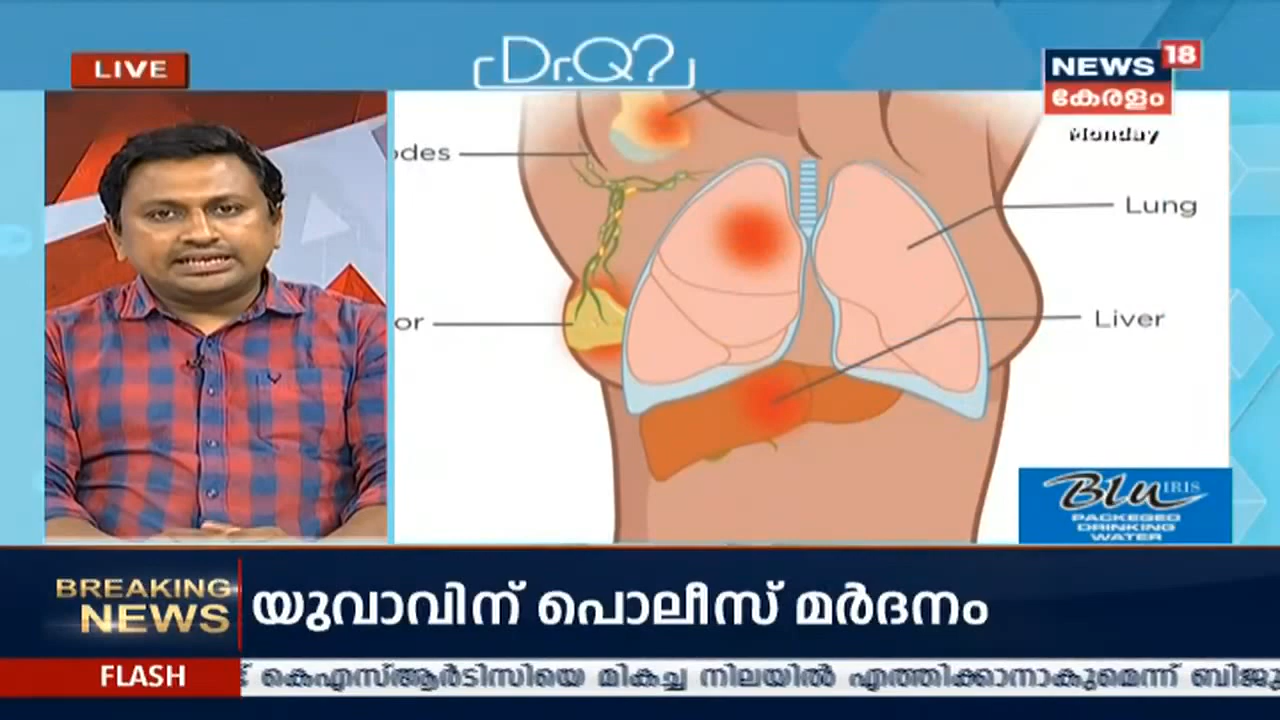 LIVE
Dr.Q?
NEWS 18
കേരളം
Monday
odes
Lung
or
Liver
Blu IRIS
PACKEGED
DRINKING
WATER
BREAKING
NEWS
യുവാവിന് പൊലീസ് മർദനം
FLASH
കെഎസ്ആർടിസിയെ മികച്ച നിലയിൽ എത്തിക്കാനാകുമെന്ന് ബിജു